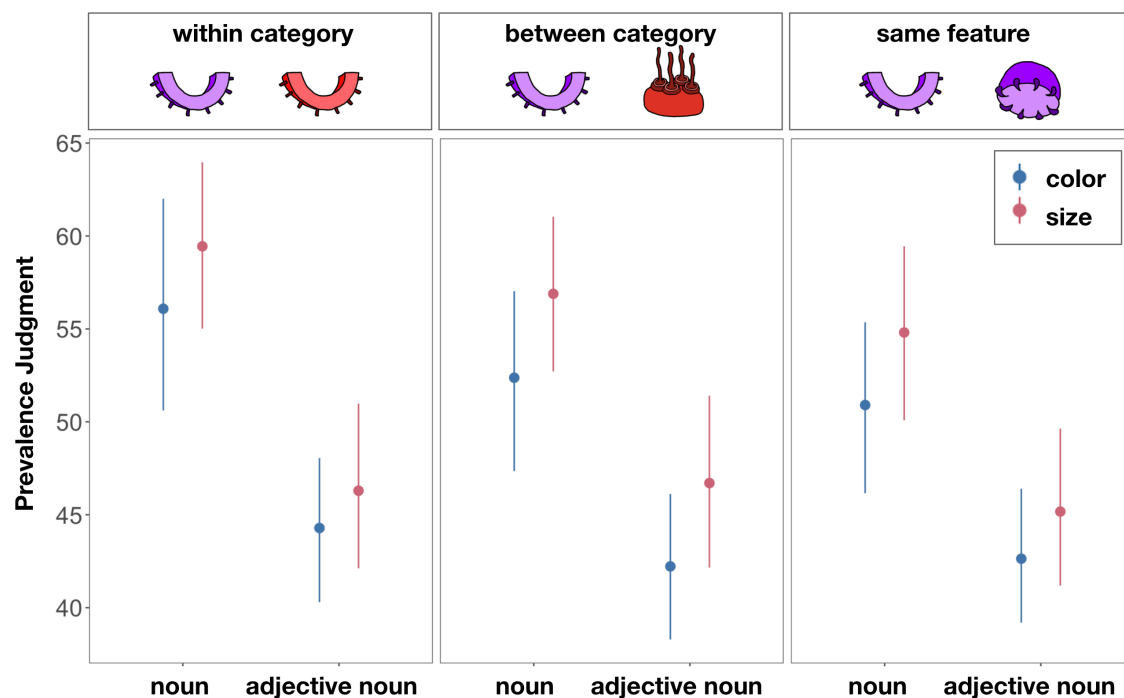 within category
between category
same feature
65
60
55
50
45
40
Prevalence Judgment
color
size
noun
adjective noun
noun
adjective noun
noun
adjective noun